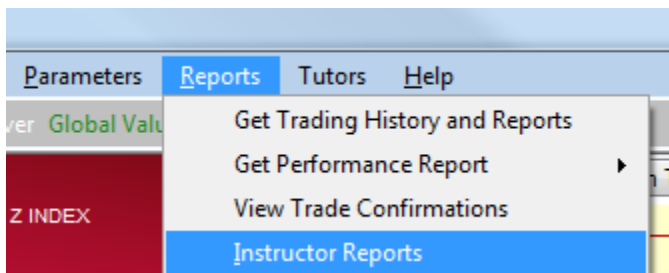 Parameters Reports Tutors Help
ver Global Valu
Get Trading History and Reports
Get Performance Report
Z INDEX
View Trade Confirmations
Instructor Reports